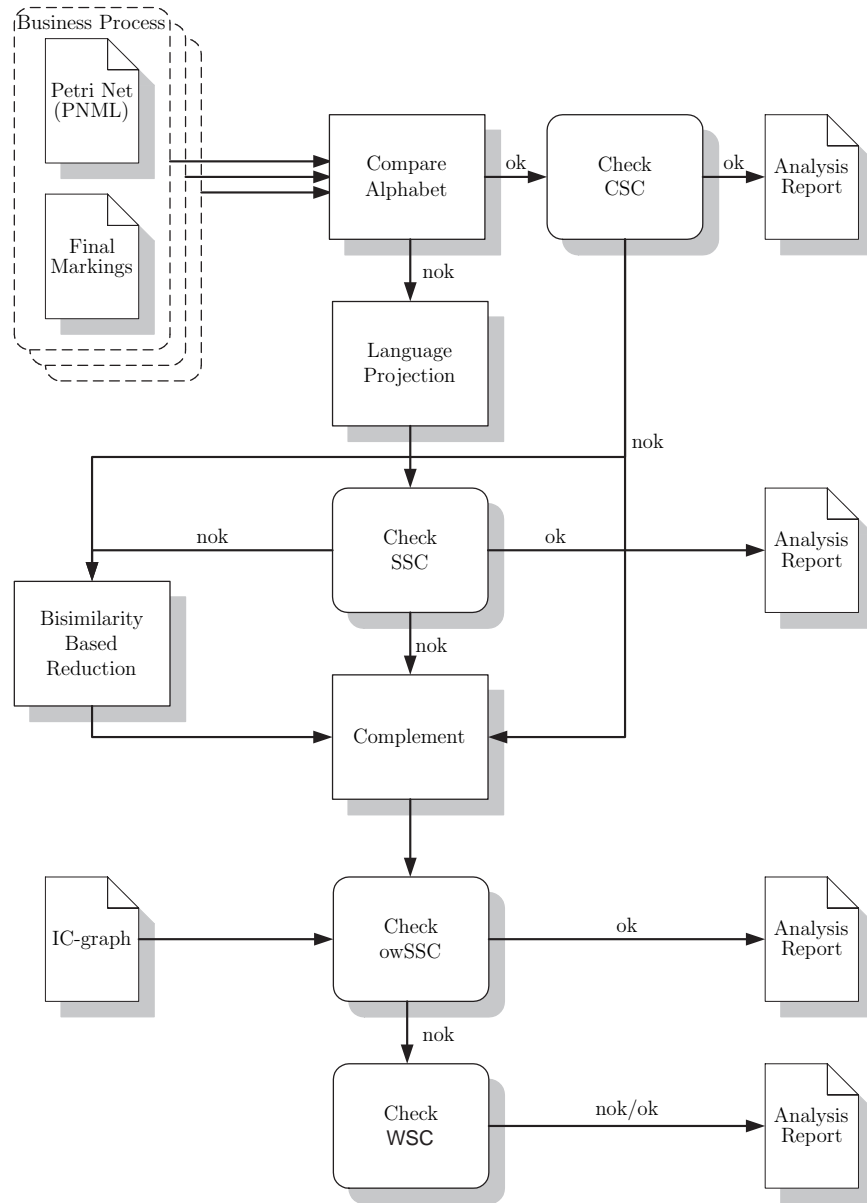 Business Process
Petri Net
(PNML)
Final
Markings
Compare
Alphabet
ok
Check
CSC
ok
Analysis
Report
nok
Language
Projection
nok
Check
SSC
nok
ok
Analysis
Report
Bisimilarity
Based
Reduction
nok
Complement
IC-graph
Check
owSSC
ok
Analysis
Report
nok
Check
WSC
nok/ok
Analysis
Report